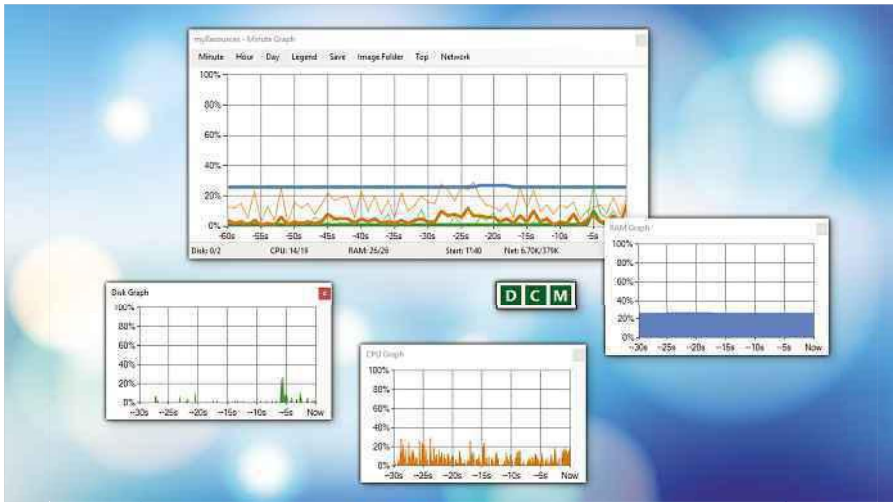 myResources - Minute Graph
Minute Hour Day Legend Save Image Folder Top Network
100%
80%
60%
40%
20%
0%
-60s -55s -50s -45s -40s -35s -30s -25s -20s -15s -10s -5s
Disk: 0/2 CPU: 14/19 RAM: 26/26 Start: 11:40 Net: 6.70K/379K
RAM Graph
100%
80%
60%
40%
20%
0%
-30s -25s -20s -15s -10s -5s Now
Disk Graph
100%
80%
60%
40%
20%
0%
-30s -25s -20s -15s -10s -5s Now
D C M
CPU Graph
100%
80%
60%
40%
20%
0%
-30s -25s -20s -15s -10s -5s Now